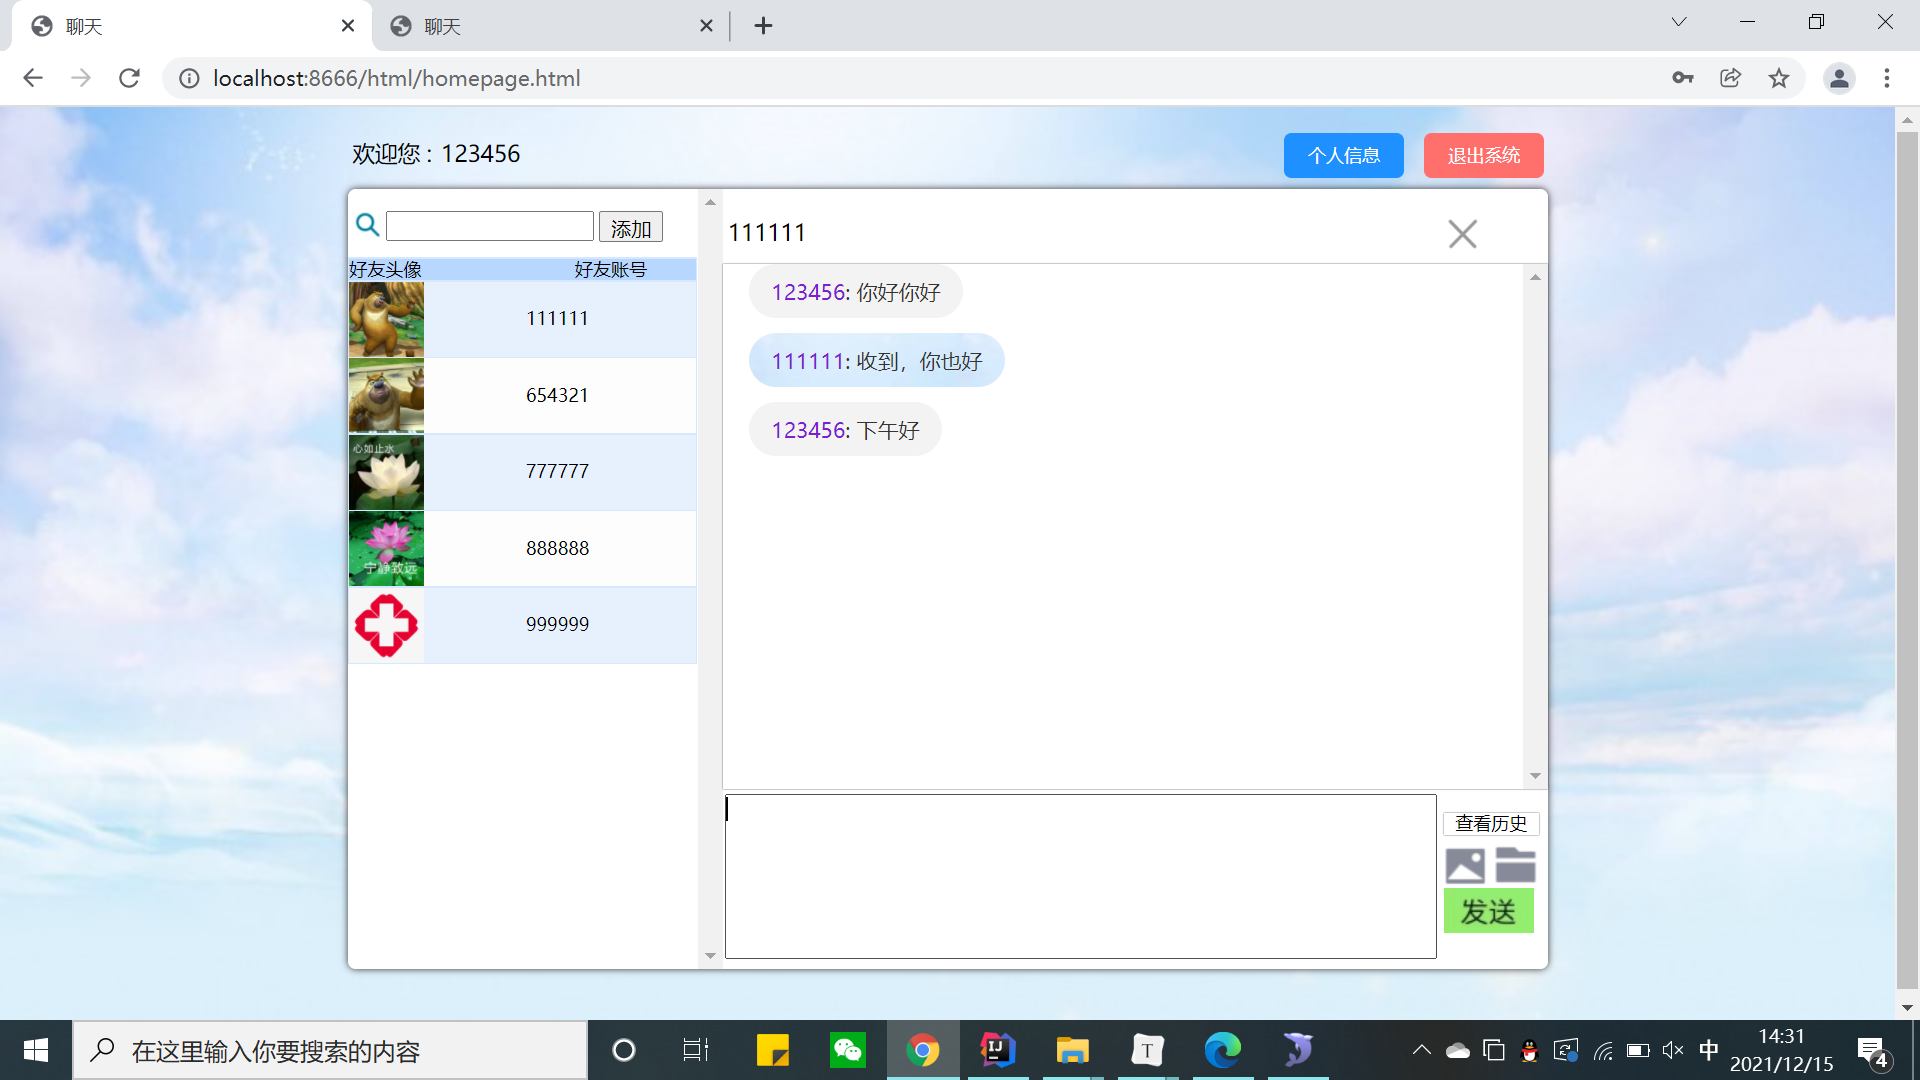 聊天
聊天
localhost:8666/html/homepage.html
欢迎您：123456
个人信息
退出系统
添加
111111
好友头像 好友账号
111111
654321
心如止水
777777
888888
宁静致远
999999
123456: 你好你好
111111: 收到，你也好
123456: 下午好
查看历史
发送
在这里输入你要搜索的内容
IJ
T
中
14:31
2021/12/15
4